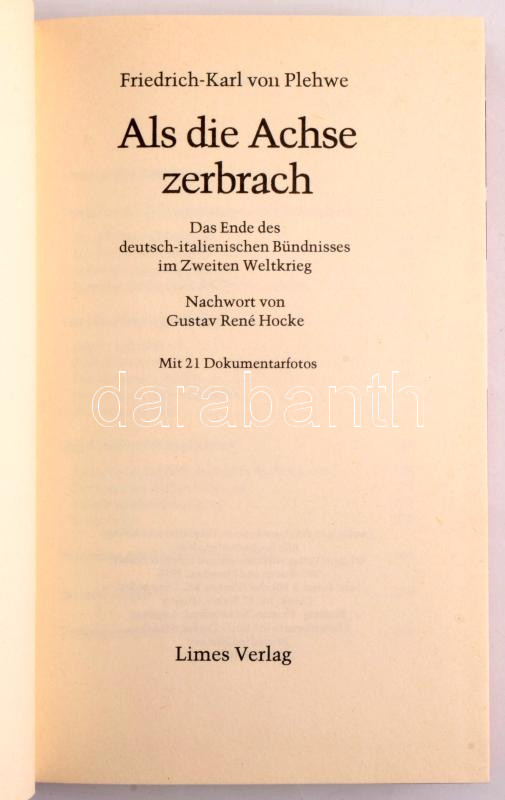 Friedrich-Karl von Plehwe
Als die Achse
zerbrach
Das Ende des
deutsch-italienischen Bündnisses
im Zweiten Weltkrieg
Nachwort von
Gustav René Hocke
Mit 21 Dokumentarfotos
darabanth
Limes Verlag